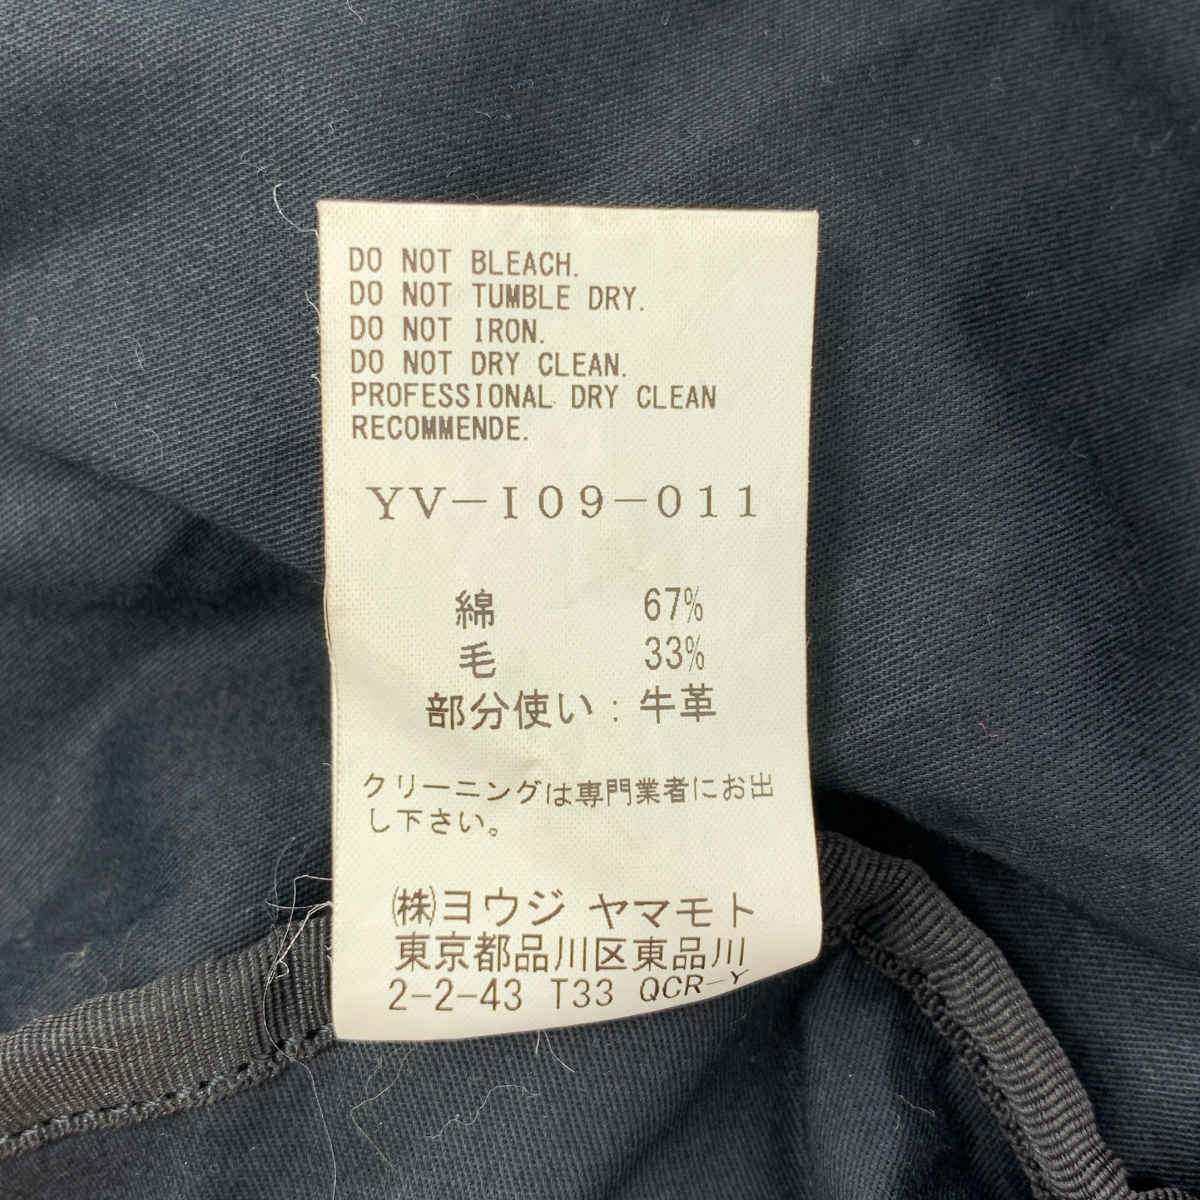 DO NOT BLEACH.
DO NOT TUMBLE DRY.
DO NOT IRON.
DO NOT DRY CLEAN.
PROFESSIONAL DRY CLEAN
RECOMMENDE.
YV-I09-011
綿 67%
毛 33%
部分使い:牛革
クリーニングは専門業者にお出
し下さい。
㈱ヨウジ ヤマモト
東京都品川区東品川
2-2-43 T33 QCR-Y